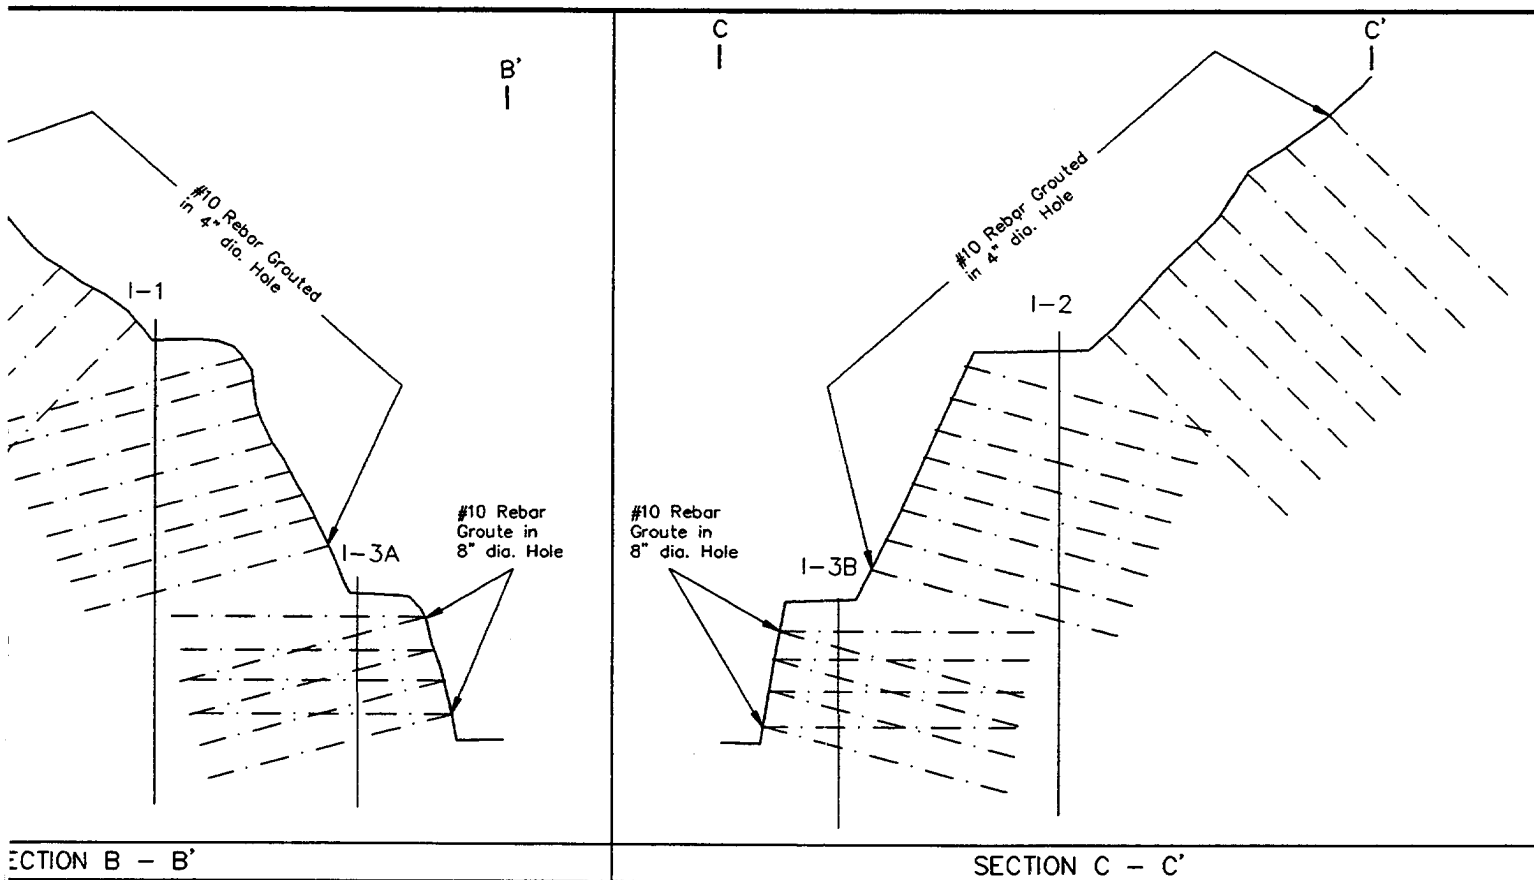 B'
#10 Rebar Grouted
in 4" dia. Hole
I-1
I-3A
#10 Rebar
Groute in
8" dia. Hole
ECTION B - B'
C
C'
#10 Rebar Grouted
in 4" dia. Hole
I-2
#10 Rebar
Groute in
8" dia. Hole
I-3B
SECTION C - C'